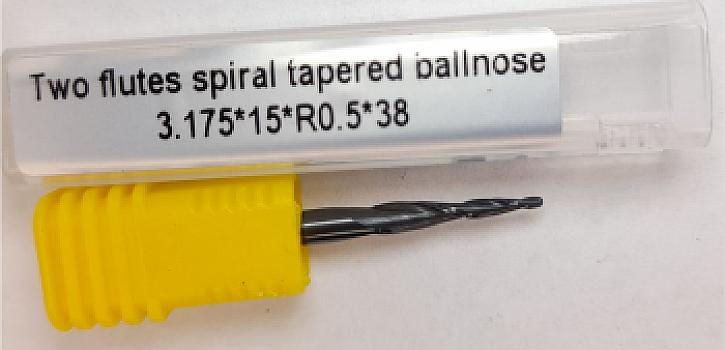 Two flutes spiral tapered ballnose
3.175*15*R0.5*38